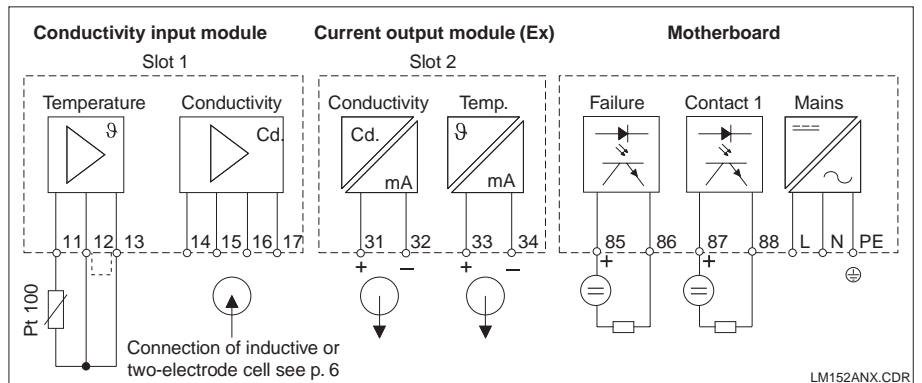 Conductivity input module Current output module (Ex) Motherboard
Slot 1 Slot 2
Temperature Conductivity Conductivity Temp. Failure Contact 1 Mains
ϑ Cd. Cd. ϑ
mA mA
11 12 13 14 15 16 17 31 32 33 34 85 86 87 88 L N PE
+ – + – + +
Pt 100
Connection of inductive or
two-electrode cell see p. 6
LM152ANX.CDR